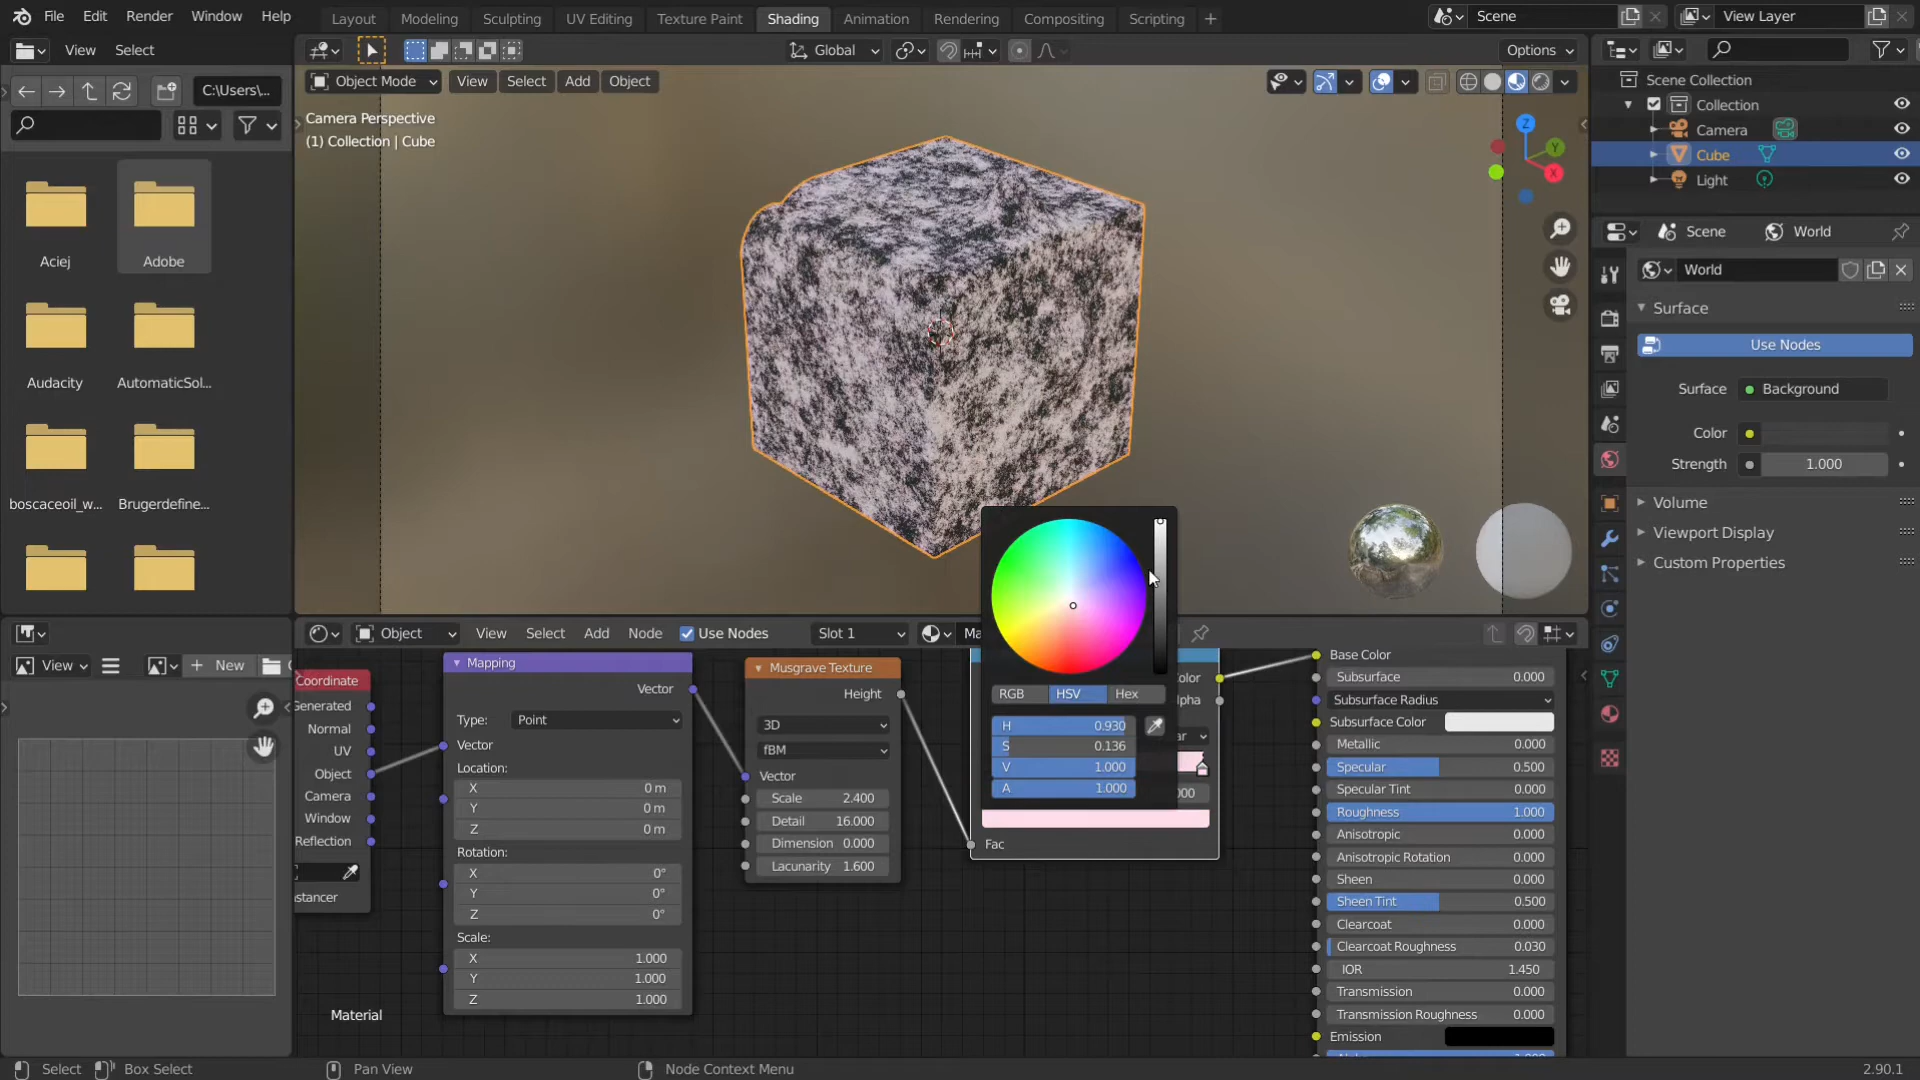 File Edit Render Window Help
Layout Modeling Sculpting UV Editing Texture Paint Shading Animation Rendering Compositing Scripting +
Scene
View Layer
View Select
Global
Options
C:\Users\...
Object Mode View Select Add Object
Camera Perspective
(1) Collection | Cube
Z
Y
X
Aciej
Adobe
Audacity
AutomaticSol...
boscaceoil_w...
Brugerdefine...
Scene Collection
Collection
Camera
Cube
Light
Scene
World
World
Surface
Use Nodes
Surface
Background
Color
Strength
1.000
Volume
Viewport Display
Custom Properties
View
New
Object View Select Add Node Use Nodes Slot 1
Coordinate
Generated
Normal
UV
Object
Camera
Window
Reflection
Mapping
Vector
Type: Point
Vector
Location:
X 0 m
Y 0 m
Z 0 m
Rotation:
X 0°
Y 0°
Z 0°
Scale:
X 1.000
Y 1.000
Z 1.000
Musgrave Texture
Height
3D
fBM
Vector
Scale 2.400
Detail 16.000
Dimension 0.000
Lacunarity 1.600
RGB HSV Hex
H 0.930
S 0.136
V 1.000
A 1.000
Fac
Base Color
Subsurface 0.000
Subsurface Radius
Subsurface Color
Metallic 0.000
Specular 0.500
Specular Tint 0.000
Roughness 1.000
Anisotropic 0.000
Anisotropic Rotation 0.000
Sheen 0.000
Sheen Tint 0.500
Clearcoat 0.000
Clearcoat Roughness 0.030
IOR 1.450
Transmission 0.000
Transmission Roughness 0.000
Emission
Material
Select
Box Select
Pan View
Node Context Menu
2.90.1